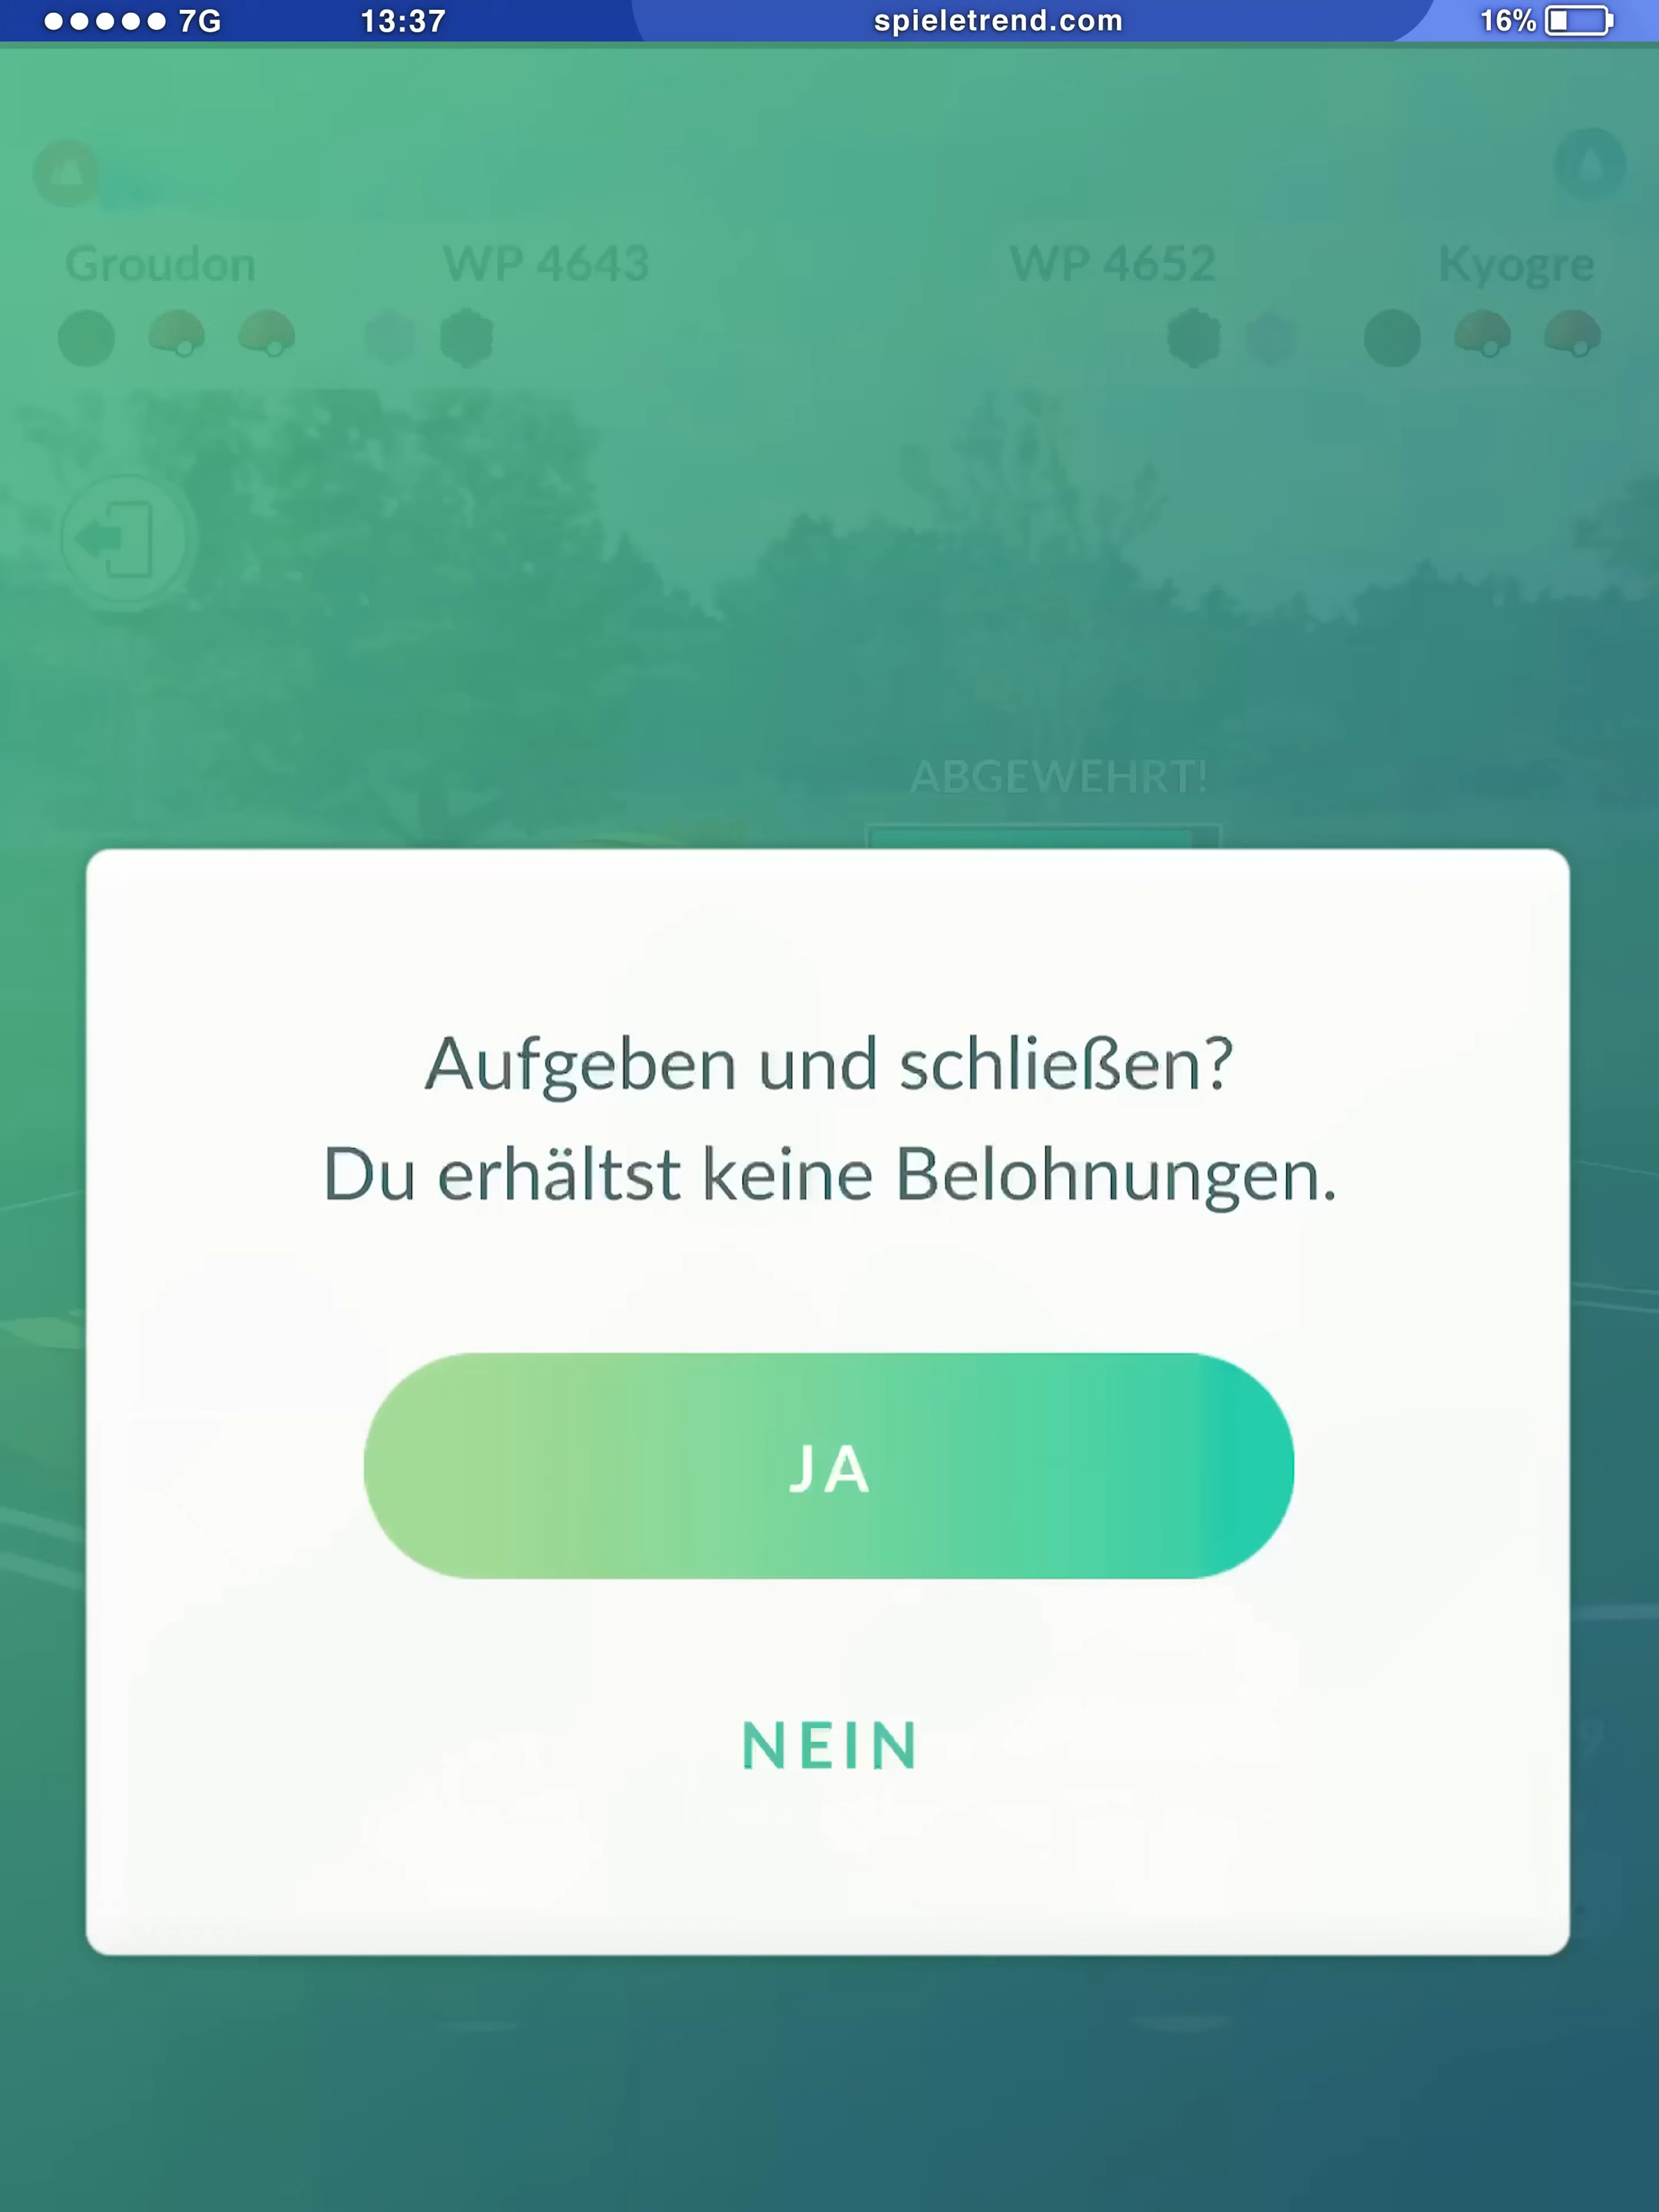 7G 13:37 spieletrend.com 16%
Groudon WP 4643 WP 4652 Kyogre
ABGEWEHRT!
Aufgeben und schließen?
Du erhältst keine Belohnungen.
JA
NEIN